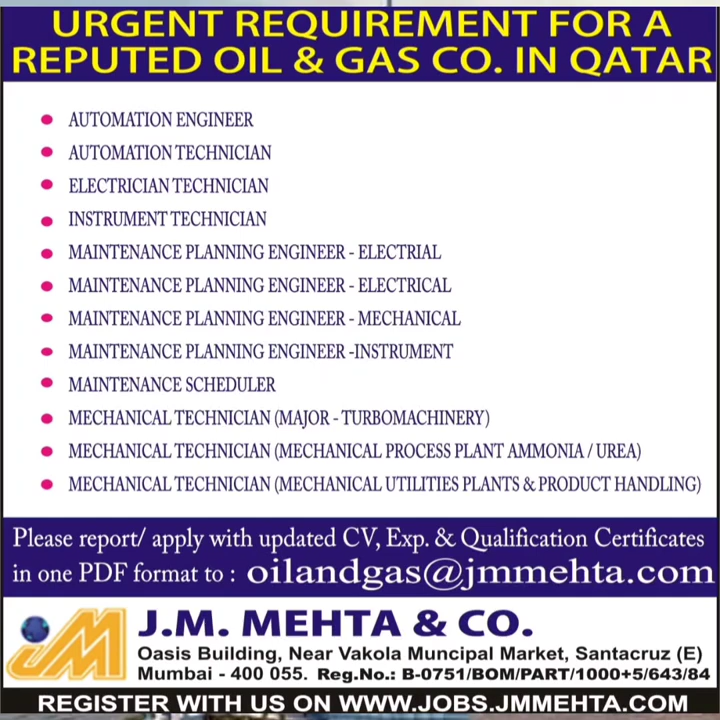 URGENT REQUIREMENT FOR A
REPUTED OIL & GAS CO. IN QATAR
AUTOMATION ENGINEER
AUTOMATION TECHNICIAN
ELECTRICIAN TECHNICIAN
INSTRUMENT TECHNICIAN
MAINTENANCE PLANNING ENGINEER - ELECTRIAL
MAINTENANCE PLANNING ENGINEER - ELECTRICAL
MAINTENANCE PLANNING ENGINEER - MECHANICAL
MAINTENANCE PLANNING ENGINEER -INSTRUMENT
MAINTENANCE SCHEDULER
MECHANICAL TECHNICIAN (MAJOR - TURBOMACHINERY)
MECHANICAL TECHNICIAN (MECHANICAL PROCESS PLANT AMMONIA / UREA)
MECHANICAL TECHNICIAN (MECHANICAL UTILITIES PLANTS & PRODUCT HANDLING)
Please report/ apply with updated CV, Exp. & Qualification Certificates
in one PDF format to : oilandgas@jmmehta.com
JM
J.M. MEHTA & CO.
Oasis Building, Near Vakola Muncipal Market, Santacruz (E)
Mumbai - 400 055. Reg.No.: B-0751/BOM/PART/1000+5/643/84
REGISTER WITH US ON WWW.JOBS.JMMEHTA.COM